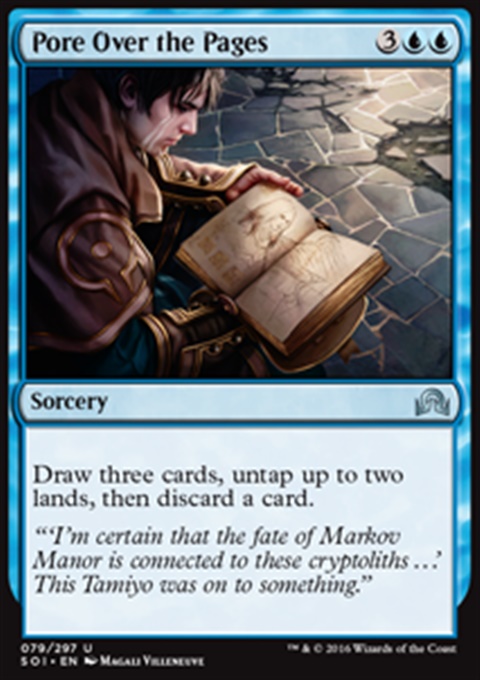 Pore Over the Pages 3
Sorcery
Draw three cards, untap up to two
lands, then discard a card.
“‘I’m certain that the fate of Markov
Manor is connected to these cryptoliths …’
This Tamiyo was on to something.”
079/297 U
SOI • EN Magali Villeneuve
™ & © 2016 Wizards of the Coast